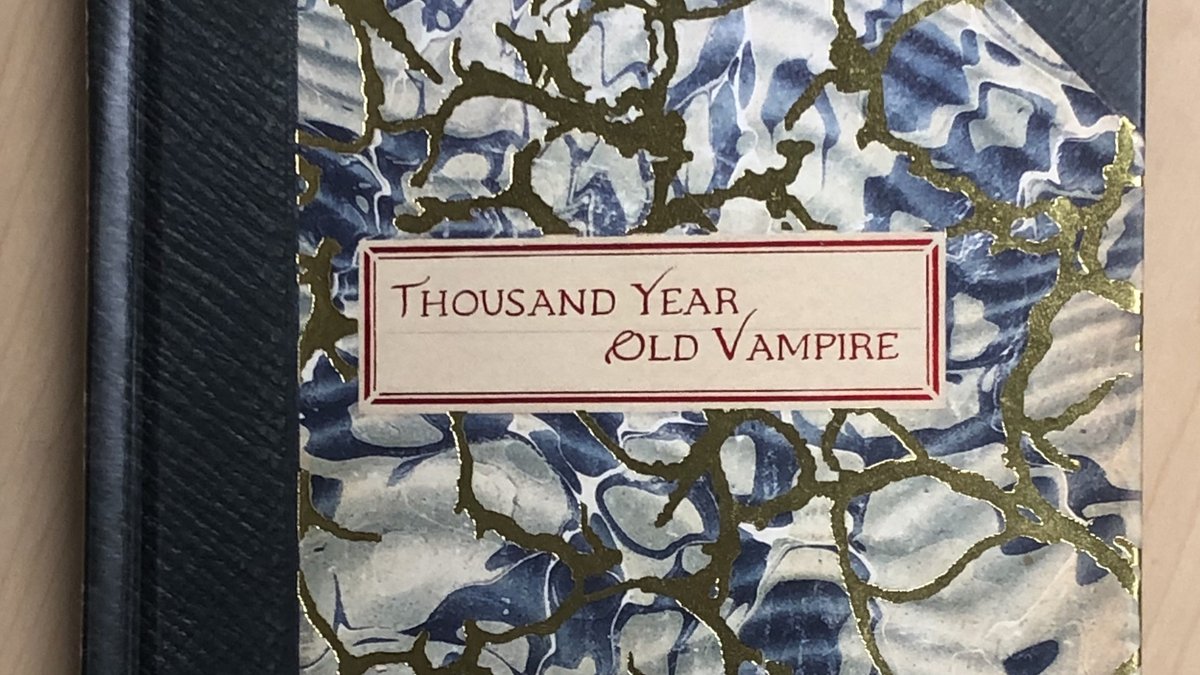 THOUSAND YEAR
OLD VAMPIRE